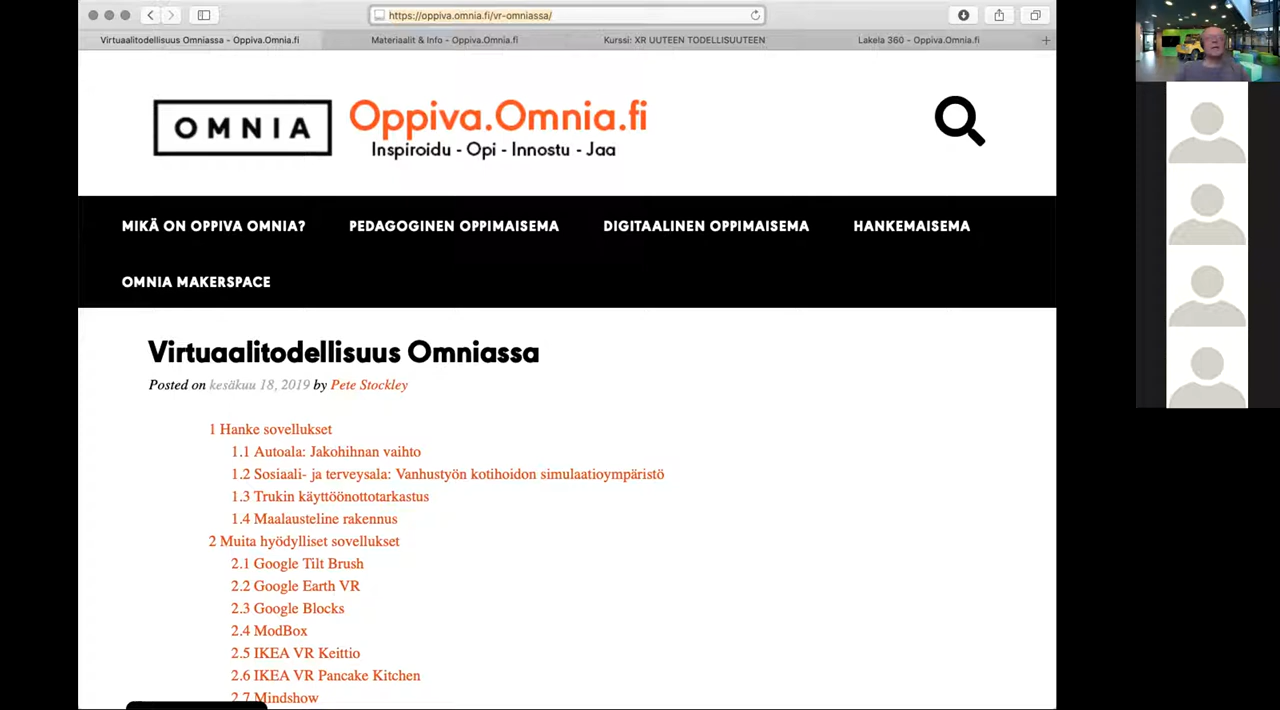 https://oppiva.omnia.fi/vr-omniassa/
Virtuaalitodellisuus Omniassa - Oppiva.Omnia.fi
Materiaalit & Info - Oppiva.Omnia.fi
Kurssi: XR UUTEEN TODELLISUUTEEN
Lakela 360 - Oppiva.Omnia.fi
OMNIA
Oppiva.Omnia.fi
Inspiroidu - Opi - Innostu - Jaa
MIKÄ ON OPPIVA OMNIA?
PEDAGOGINEN OPPIMAISEMA
DIGITAALINEN OPPIMAISEMA
HANKEMAISEMA
OMNIA MAKERSPACE
Virtuaalitodellisuus Omniassa
Posted on kesäkuu 18, 2019 by Pete Stockley
1 Hanke sovellukset
1.1 Autoala: Jakohihnan vaihto
1.2 Sosiaali- ja terveysala: Vanhustyön kotihoidon simulaatioympäristö
1.3 Trukin käyttöönottotarkastus
1.4 Maalausteline rakennus
2 Muita hyödylliset sovellukset
2.1 Google Tilt Brush
2.2 Google Earth VR
2.3 Google Blocks
2.4 ModBox
2.5 IKEA VR Keittio
2.6 IKEA VR Pancake Kitchen
2.7 Mindshow